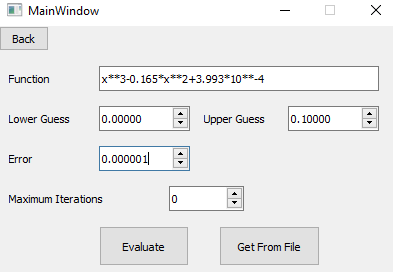 MainWindow
Back
Function x**3-0.165*x**2+3.993*10**-4
Lower Guess 0.00000 Upper Guess 0.10000
Error 0.000001
Maximum Iterations 0
Evaluate Get From File